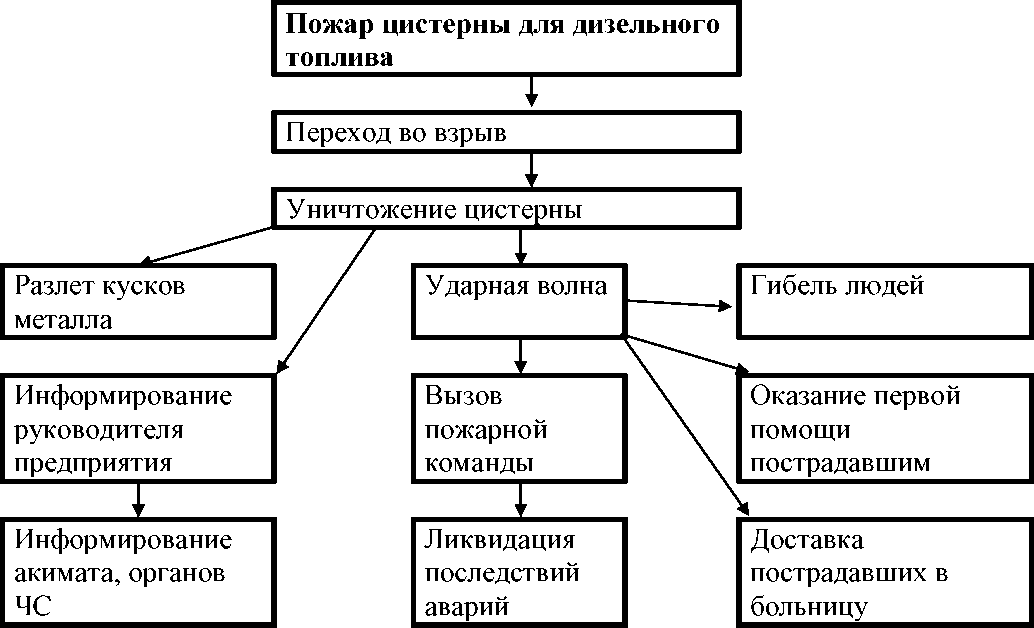 Пожар цистерны для дизельного
топлива
Переход во взрыв
Уничтожение цистерны
Разлет кусков
металла
Ударная волна
Гибель людей
Информирование
руководителя
предприятия
Вызов
пожарной
команды
Оказание первой
помощи
пострадавшим
Информирование
акимата, органов
ЧС
Ликвидация
последствий
аварий
Доставка
пострадавших в
больницу